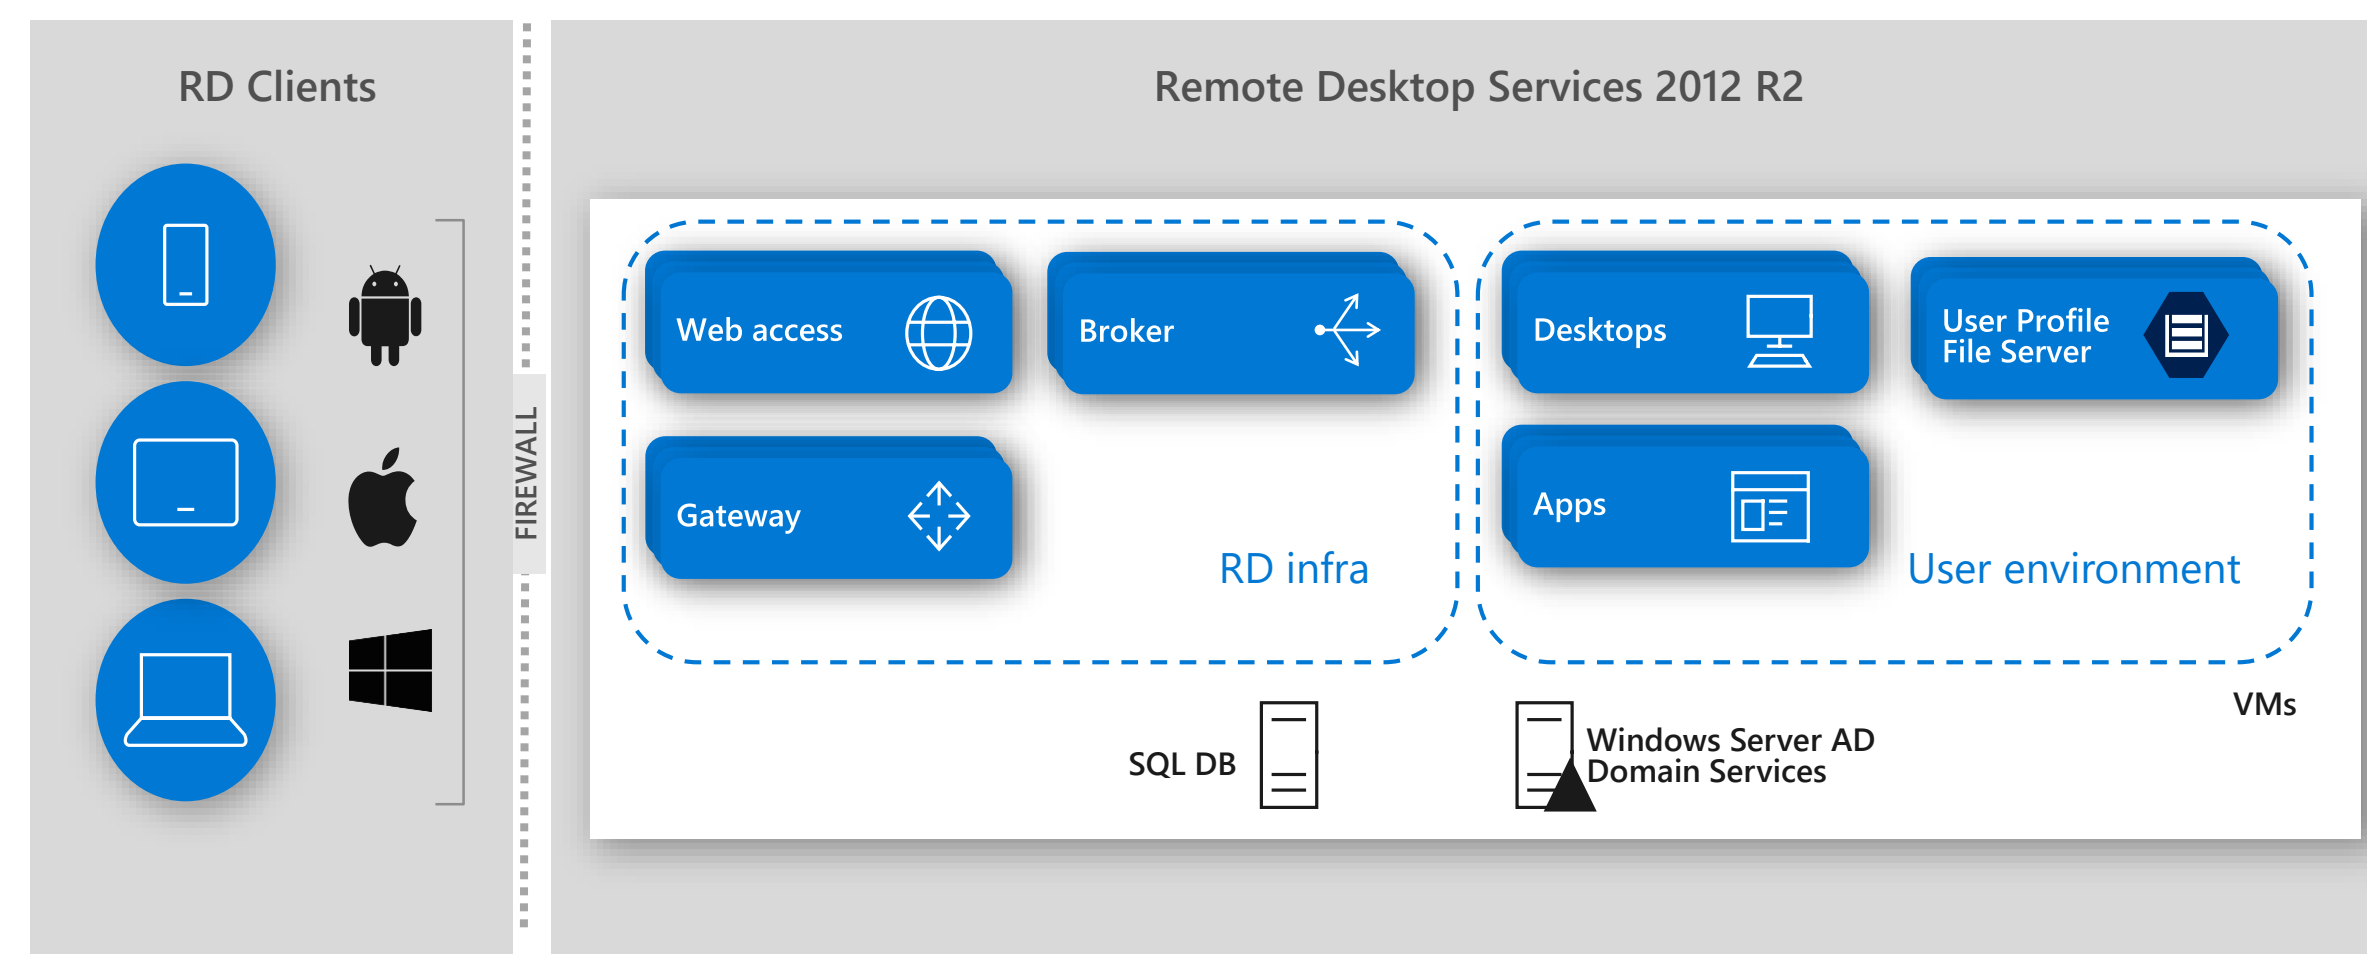 RD Clients
FIREWALL
Remote Desktop Services 2012 R2
Web access
Broker
Gateway
RD infra
Desktops
User Profile
File Server
Apps
User environment
VMs
SQL DB
Windows Server AD
Domain Services